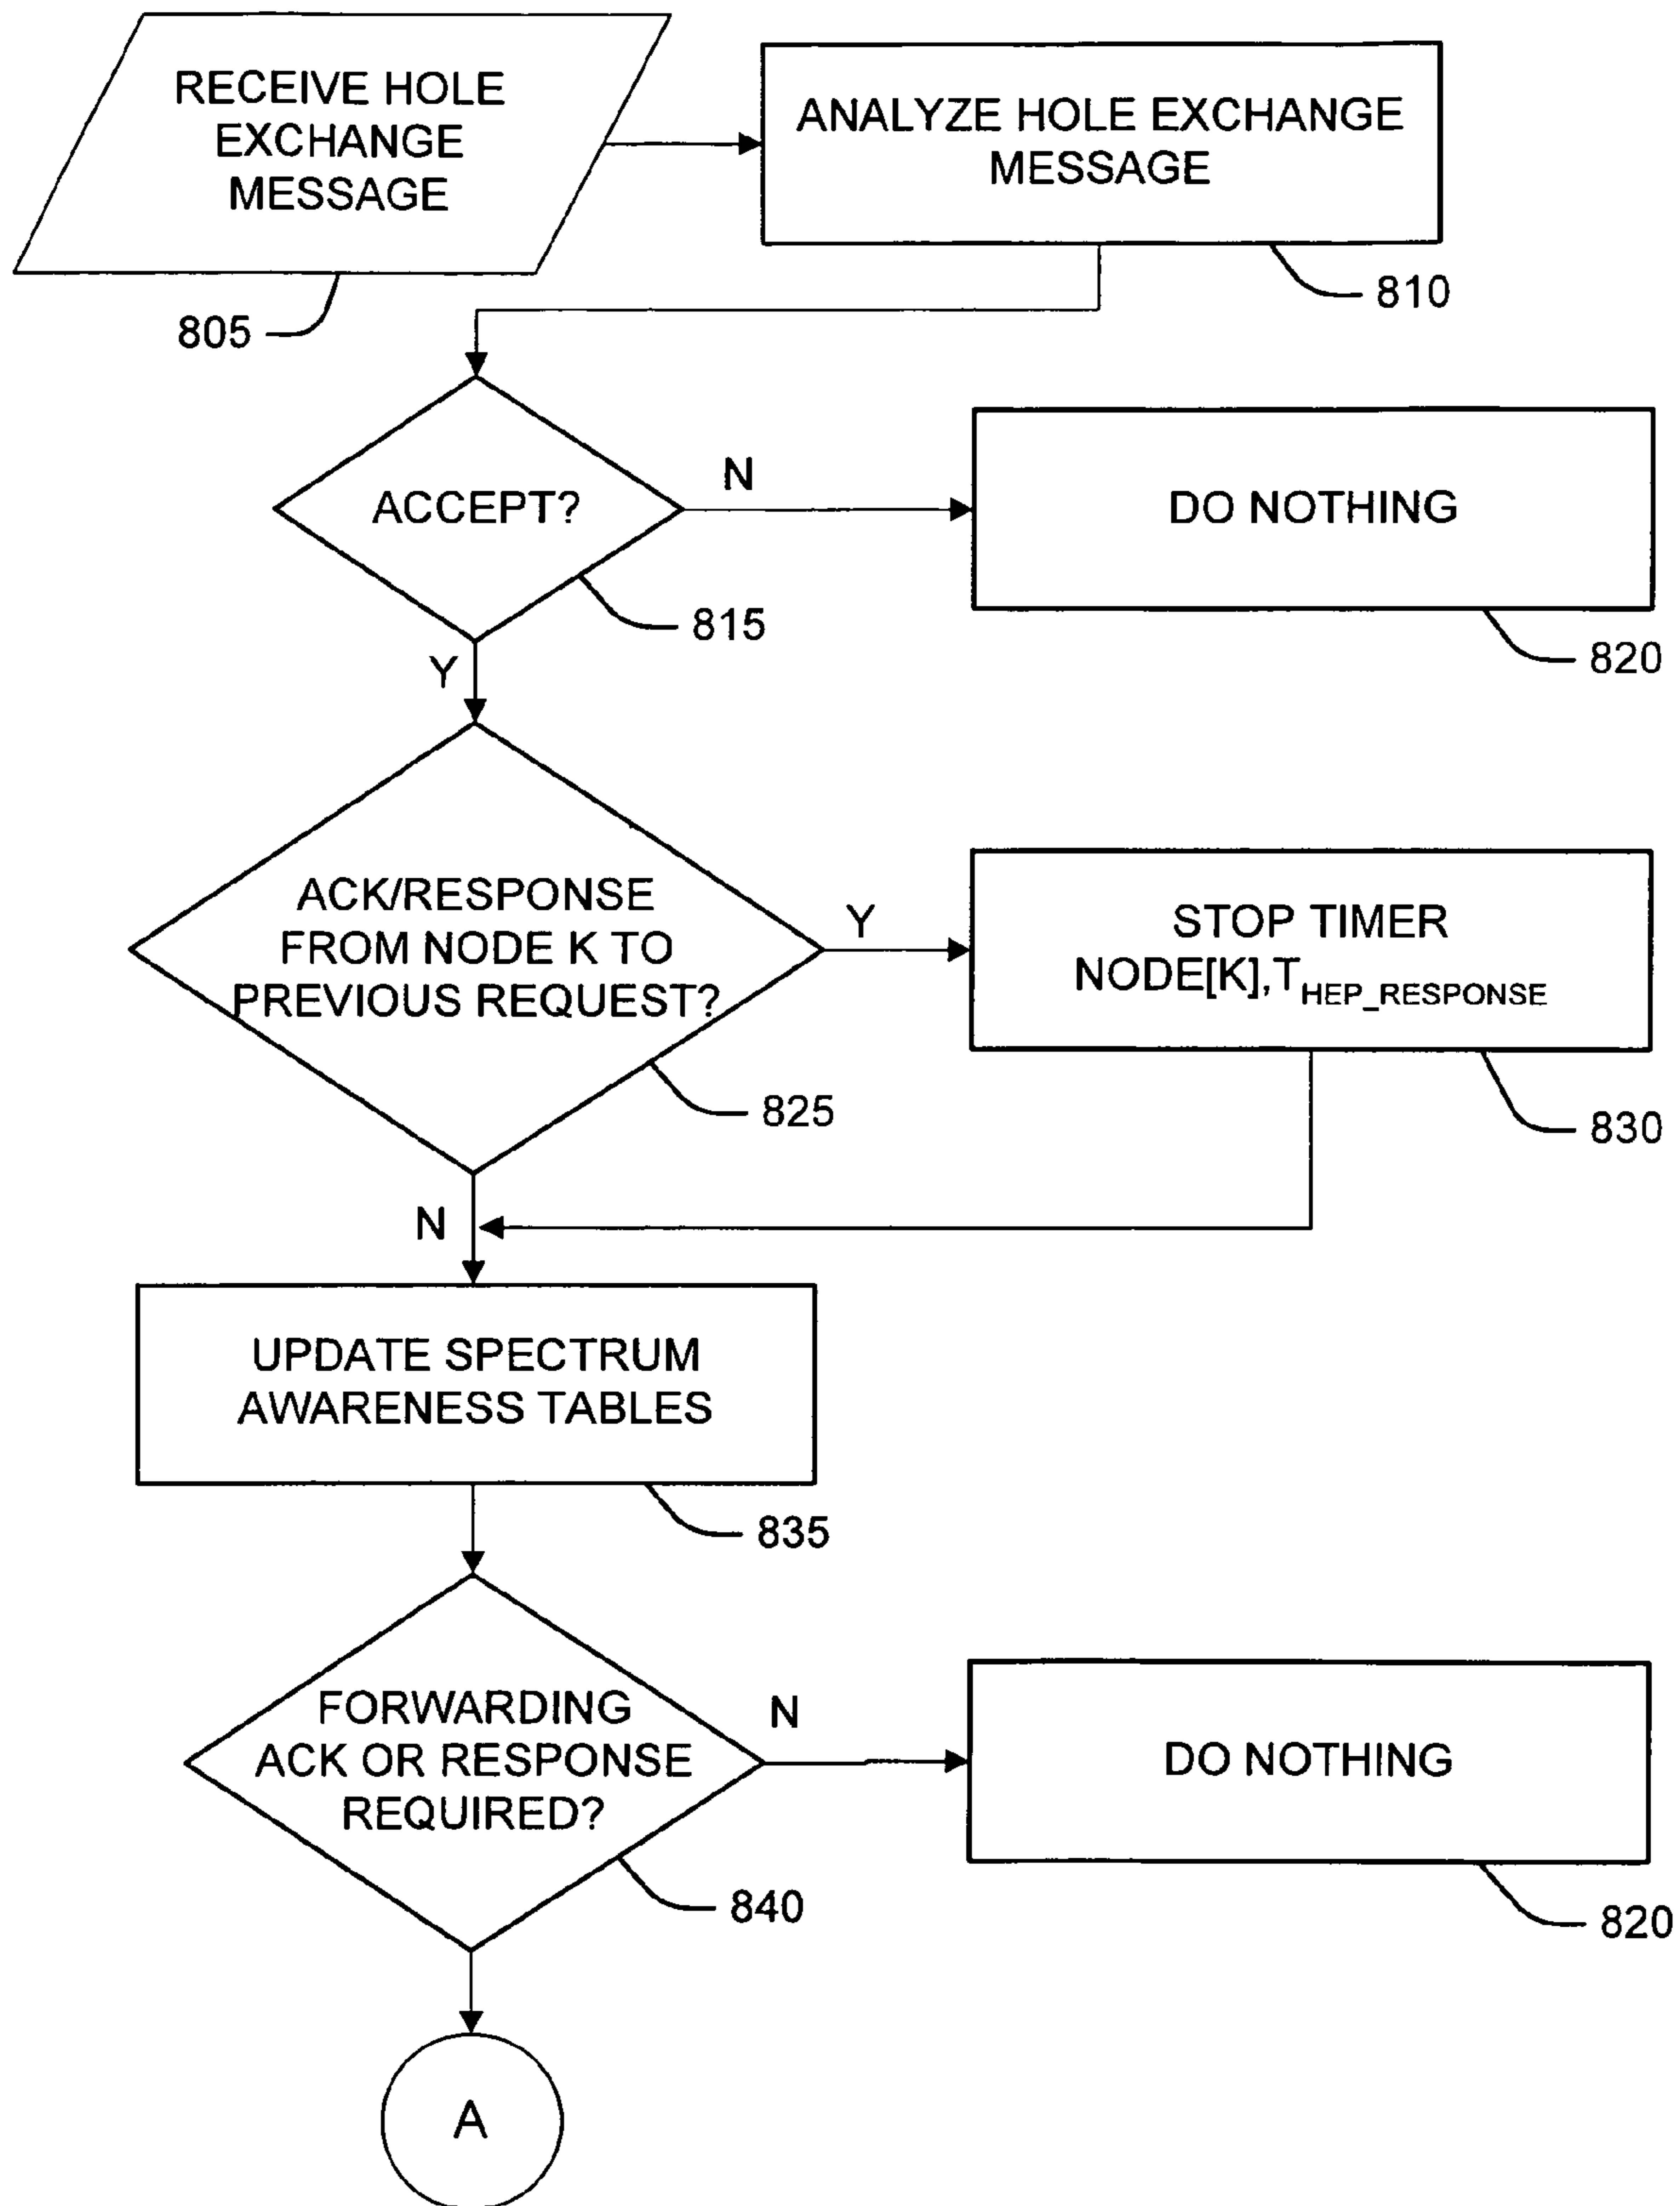 RECEIVE HOLE
EXCHANGE
MESSAGE
805
ANALYZE HOLE EXCHANGE
MESSAGE
810
ACCEPT?
815
N
DO NOTHING
820
Y
ACK/RESPONSE
FROM NODE K TO
PREVIOUS REQUEST?
825
Y
STOP TIMER
NODE[K],T HEP_RESPONSE
830
N
UPDATE SPECTRUM
AWARENESS TABLES
835
FORWARDING
ACK OR RESPONSE
REQUIRED?
840
N
DO NOTHING
820
A